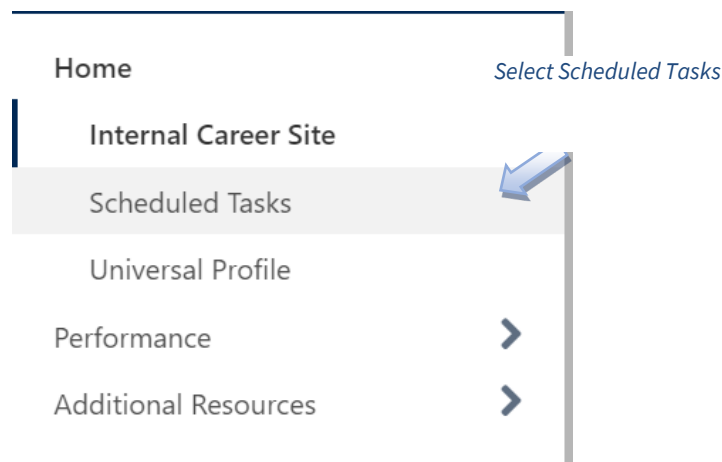 Home
Select Scheduled Tasks
Internal Career Site
Scheduled Tasks
Universal Profile
Performance
Additional Resources